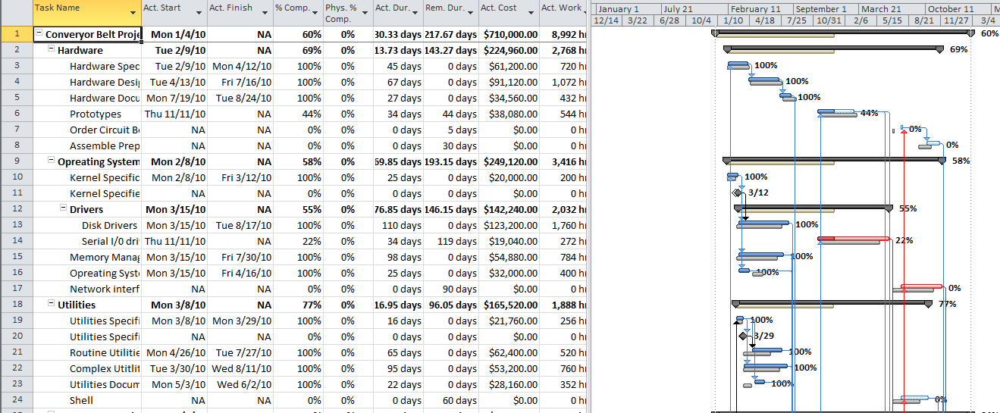 Task Name Act. Start Act. Finish % Comp. Phys. % Comp. Act. Dur. Rem. Dur. Act. Cost Act. Work January 1 July 21 February 11 September 1 March 21 October 11 M
12/14 3/22 6/28 10/4 1/10 4/18 7/25 10/31 2/6 5/15 8/21 11/27 3/4
1 Converyor Belt Proje Mon 1/4/10 NA 60% 0% 30.33 days 217.67 days $710,000.00 8,992 h 60%
2 Hardware Tue 2/9/10 NA 69% 0% 13.73 days 143.27 days $224,960.00 2,768 h 69%
3 Hardware Spec Tue 2/9/10 Mon 4/12/10 100% 0% 45 days 0 days $61,200.00 720 h 100%
4 Hardware Desi Tue 4/13/10 Fri 7/16/10 100% 0% 67 days 0 days $91,120.00 1,072 h 100%
5 Hardware Docu Mon 7/19/10 Tue 8/24/10 100% 0% 27 days 0 days $34,560.00 432 h 100%
6 Prototypes Thu 11/11/10 NA 44% 0% 34 days 44 days $38,080.00 544 h 44%
7 Order Circuit B NA NA 0% 0% 0 days 5 days $0.00 0 h 0%
8 Assemble Prep NA NA 0% 0% 0 days 30 days $0.00 0 h 0%
9 Opreating System Mon 2/8/10 NA 58% 0% 69.85 days 193.15 days $249,120.00 3,416 h 58%
10 Kernel Specific Mon 2/8/10 Fri 3/12/10 100% 0% 25 days 0 days $20,000.00 200 h 100%
11 Kernel Specifie NA NA 0% 0% 0 days 0 days $0.00 0 h 3/12
12 Drivers Mon 3/15/10 NA 55% 0% 76.85 days 146.15 days $142,240.00 2,032 h 55%
13 Disk Drivers Mon 3/15/10 Tue 8/17/10 100% 0% 110 days 0 days $123,200.00 1,760 h 100%
14 Serial I/0 dri Thu 11/11/10 NA 22% 0% 34 days 119 days $19,040.00 272 h 22%
15 Memory Manag Mon 3/15/10 Fri 7/30/10 100% 0% 98 days 0 days $54,880.00 784 h 100%
16 Opreating Syst Mon 3/15/10 Fri 4/16/10 100% 0% 25 days 0 days $32,000.00 400 h 100%
17 Network interf NA NA 0% 0% 0 days 90 days $0.00 0 h 0%
18 Utilities Mon 3/8/10 NA 77% 0% 16.95 days 96.05 days $165,520.00 1,888 h 77%
19 Utilities Specifi Mon 3/8/10 Mon 3/29/10 100% 0% 16 days 0 days $21,760.00 256 h 100%
20 Utilities Specifi NA NA 0% 0% 0 days 0 days $0.00 0 h 3/29
21 Routine Utilitie Mon 4/26/10 Tue 7/27/10 100% 0% 65 days 0 days $62,400.00 520 h 100%
22 Complex Utitlit Tue 3/30/10 Wed 8/11/10 100% 0% 95 days 0 days $53,200.00 760 h 100%
23 Utilities Docum Mon 5/3/10 Wed 6/2/10 100% 0% 22 days 0 days $28,160.00 352 h 100%
24 Shell NA NA 0% 0% 0 days 60 days $0.00 0 h 0%